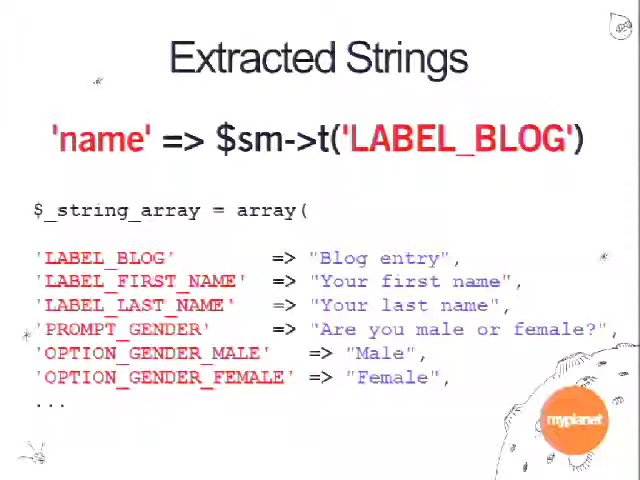 Extracted Strings
'name' => $sm->t('LABEL_BLOG')
$_string_array = array(
'LABEL_BLOG' => "Blog entry",
'LABEL_FIRST_NAME' => "Your first name",
'LABEL_LAST_NAME' => "Your last name",
'PROMPT_GENDER' => "Are you male or female?",
'OPTION_GENDER_MALE' => "Male",
'OPTION_GENDER_FEMALE' => "Female",
...
myplanet